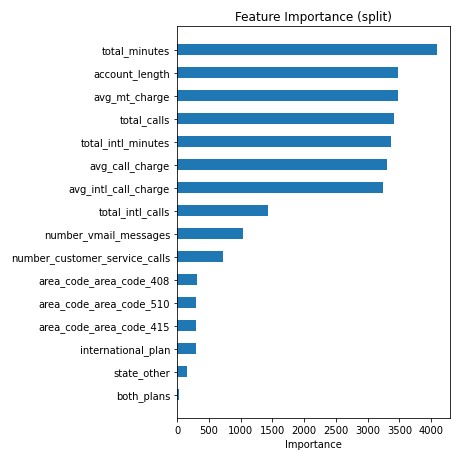 Feature Importance (split)
total_minutes
account_length
avg_mt_charge
total_calls
total_intl_minutes
avg_call_charge
avg_intl_call_charge
total_intl_calls
number_vmail_messages
number_customer_service_calls
area_code_area_code_408
area_code_area_code_510
area_code_area_code_415
international_plan
state_other
both_plans
0 500 1000 1500 2000 2500 3000 3500 4000
Importance